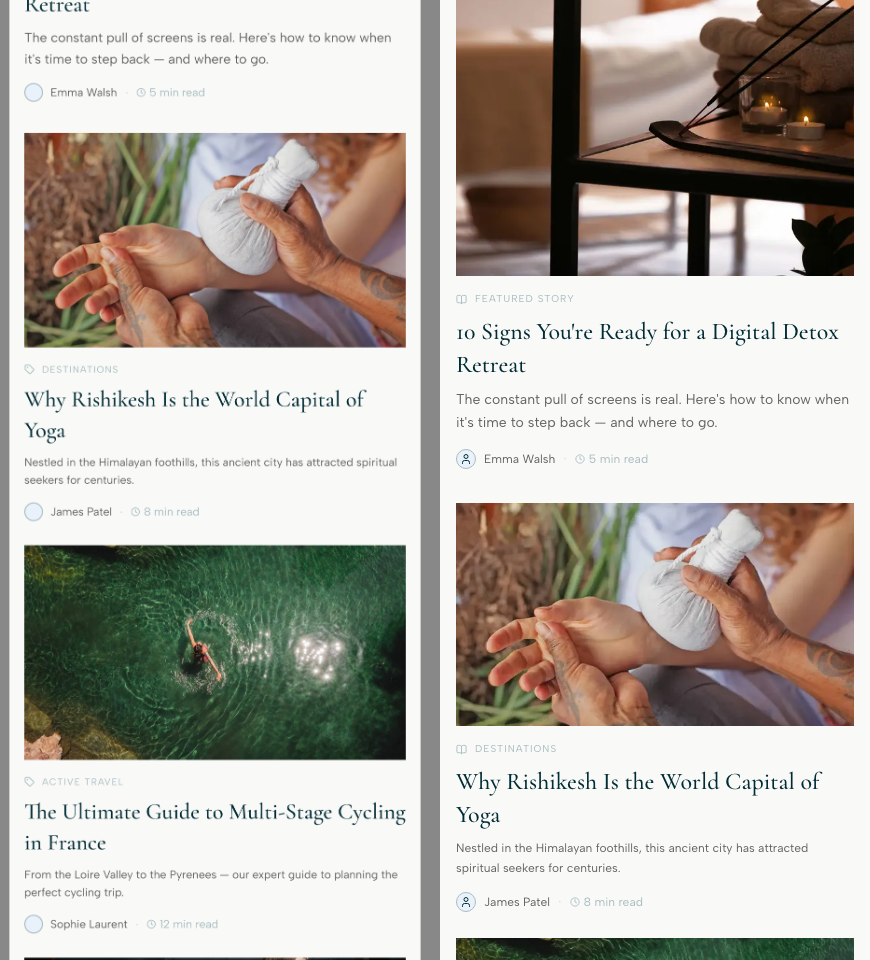 Retreat
The constant pull of screens is real. Here's how to know when
it's time to step back — and where to go.
Emma Walsh · 5 min read
DESTINATIONS
Why Rishikesh Is the World Capital of
Yoga
Nestled in the Himalayan foothills, this ancient city has attracted spiritual
seekers for centuries.
James Patel · 8 min read
ACTIVE TRAVEL
The Ultimate Guide to Multi-Stage Cycling
in France
From the Loire Valley to the Pyrenees — our expert guide to planning the
perfect cycling trip.
Sophie Laurent · 12 min read
FEATURED STORY
10 Signs You're Ready for a Digital Detox
Retreat
The constant pull of screens is real. Here's how to know when
it's time to step back — and where to go.
Emma Walsh · 5 min read
DESTINATIONS
Why Rishikesh Is the World Capital of
Yoga
Nestled in the Himalayan foothills, this ancient city has attracted
spiritual seekers for centuries.
James Patel · 8 min read